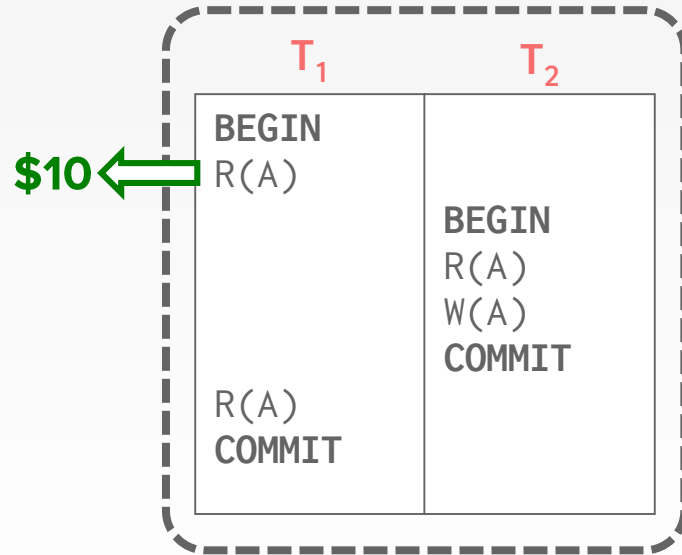 T₁ T₂
BEGIN
$10 R(A)
BEGIN
R(A)
W(A)
COMMIT
R(A)
COMMIT